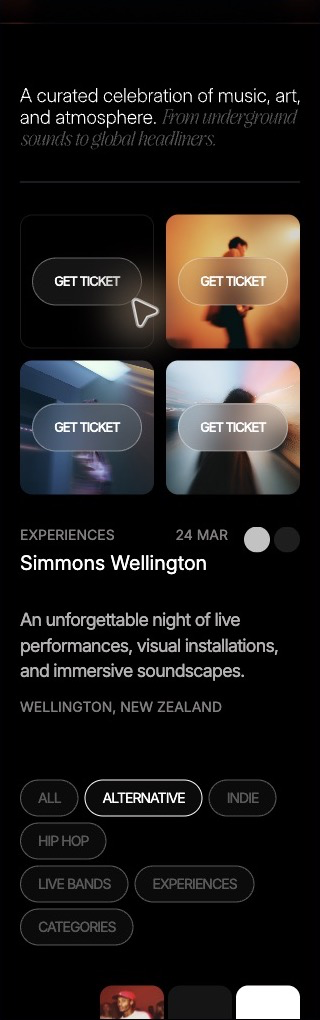 A curated celebration of music, art,
and atmosphere. From underground
sounds to global headliners.
GET TICKET
GET TICKET
GET TICKET
GET TICKET
EXPERIENCES
24 MAR
Simmons Wellington
An unforgettable night of live
performances, visual installations,
and immersive soundscapes.
WELLINGTON, NEW ZEALAND
ALL
ALTERNATIVE
INDIE
HIP HOP
LIVE BANDS
EXPERIENCES
CATEGORIES